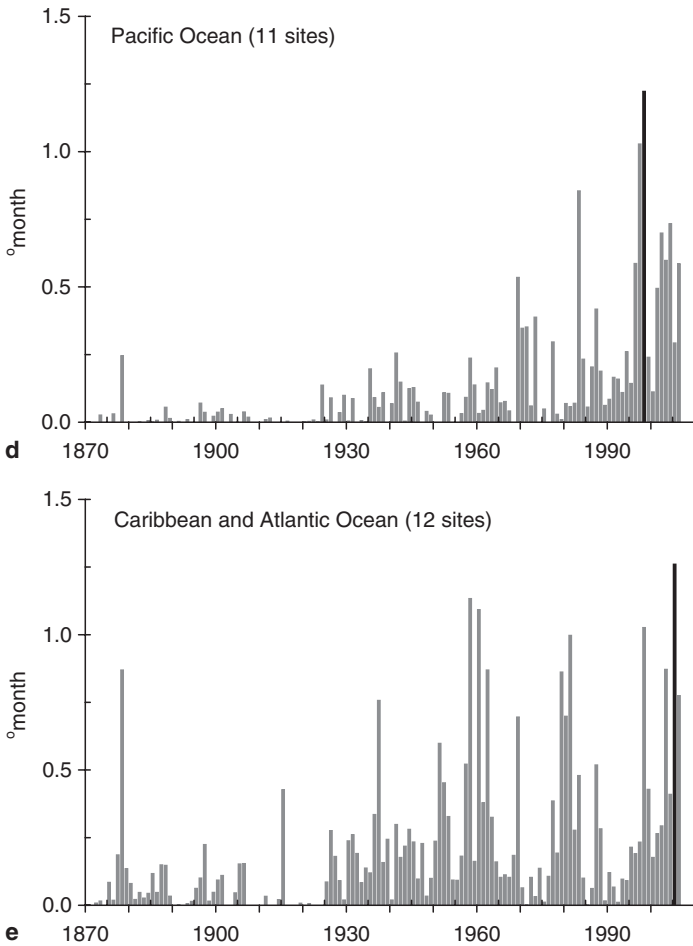 1.5
Pacific Ocean (11 sites)
1.0
°month
0.5
0.0
1870 1900 1930 1960 1990
d
1.5
Caribbean and Atlantic Ocean (12 sites)
1.0
°month
0.5
0.0
1870 1900 1930 1960 1990
e